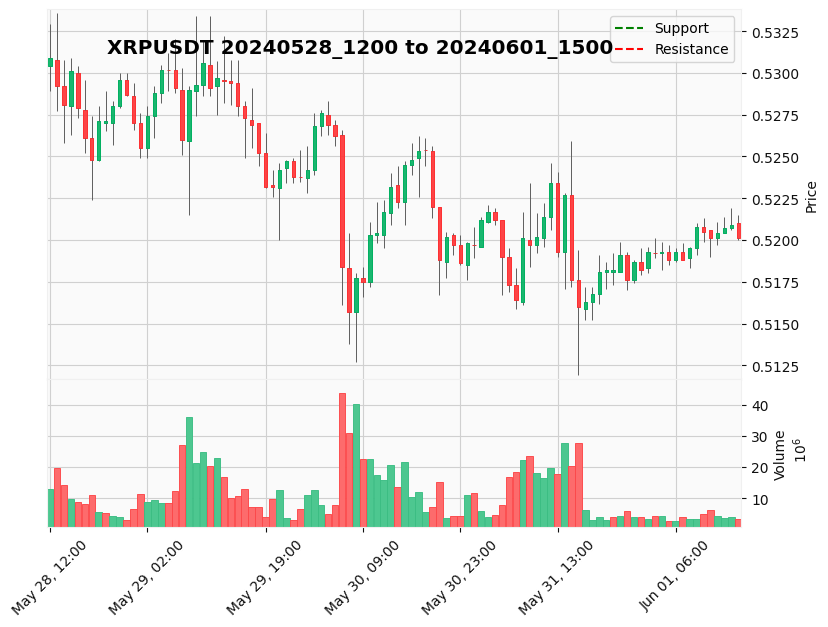 XRPUSDT 20240528_1200 to 20240601_1500
Support
Resistance
0.5325
0.5300
0.5275
0.5250
0.5225
0.5200
0.5175
0.5150
0.5125
Price
40
30
20
10
Volume
10^6
May 28, 12:00
May 29, 02:00
May 29, 19:00
May 30, 09:00
May 30, 23:00
May 31, 13:00
Jun 01, 06:00